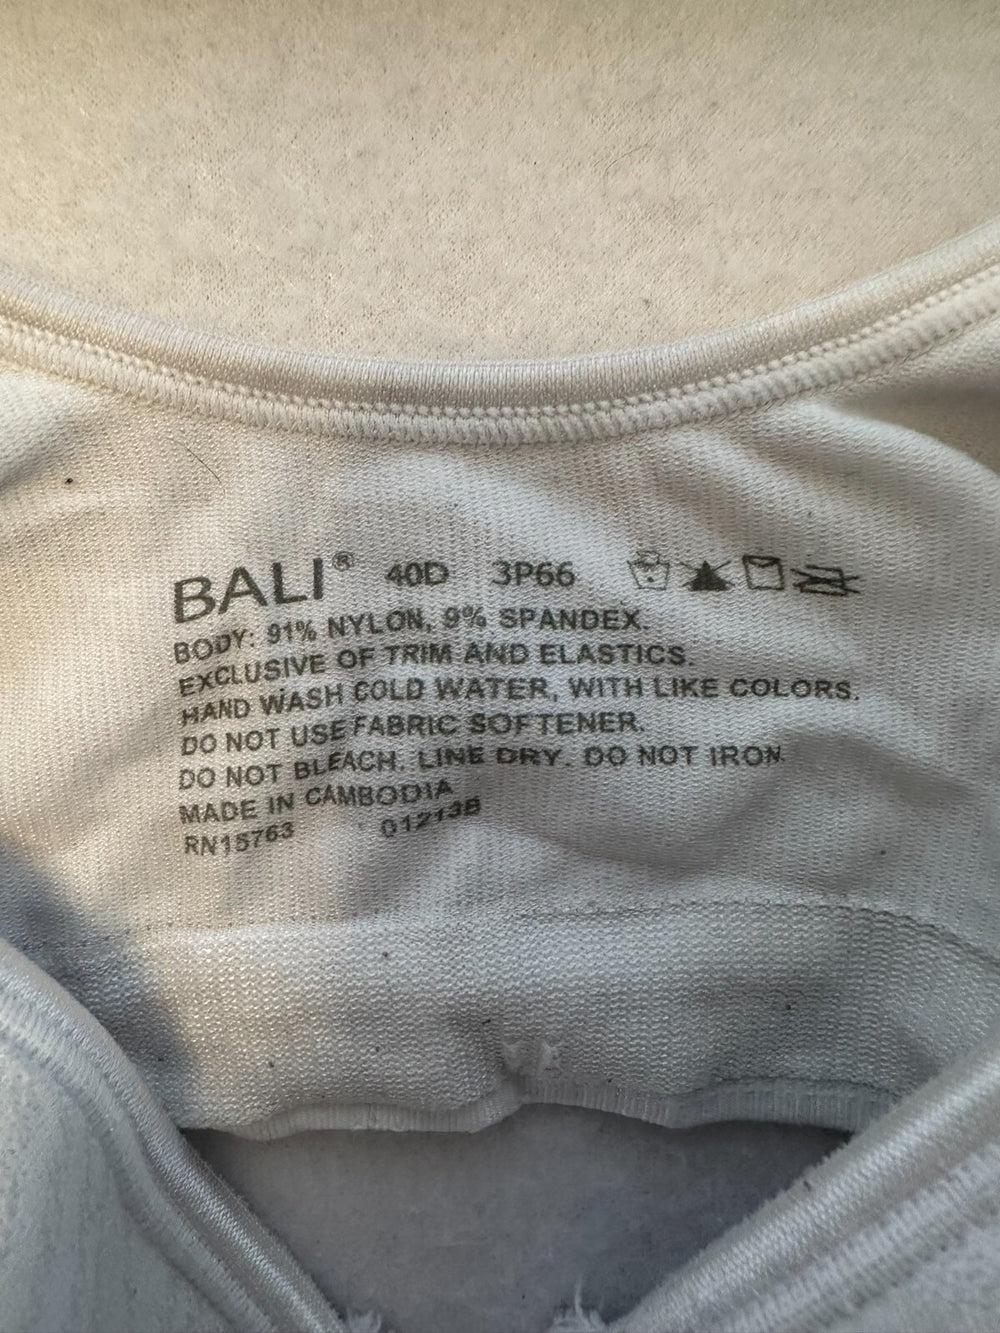 BALI® 40D 3P66
BODY: 91% NYLON, 9% SPANDEX.
EXCLUSIVE OF TRIM AND ELASTICS.
HAND WASH COLD WATER, WITH LIKE COLORS.
DO NOT USE FABRIC SOFTENER.
DO NOT BLEACH. LINE DRY. DO NOT IRON.
MADE IN CAMBODIA
RN15763 01213B